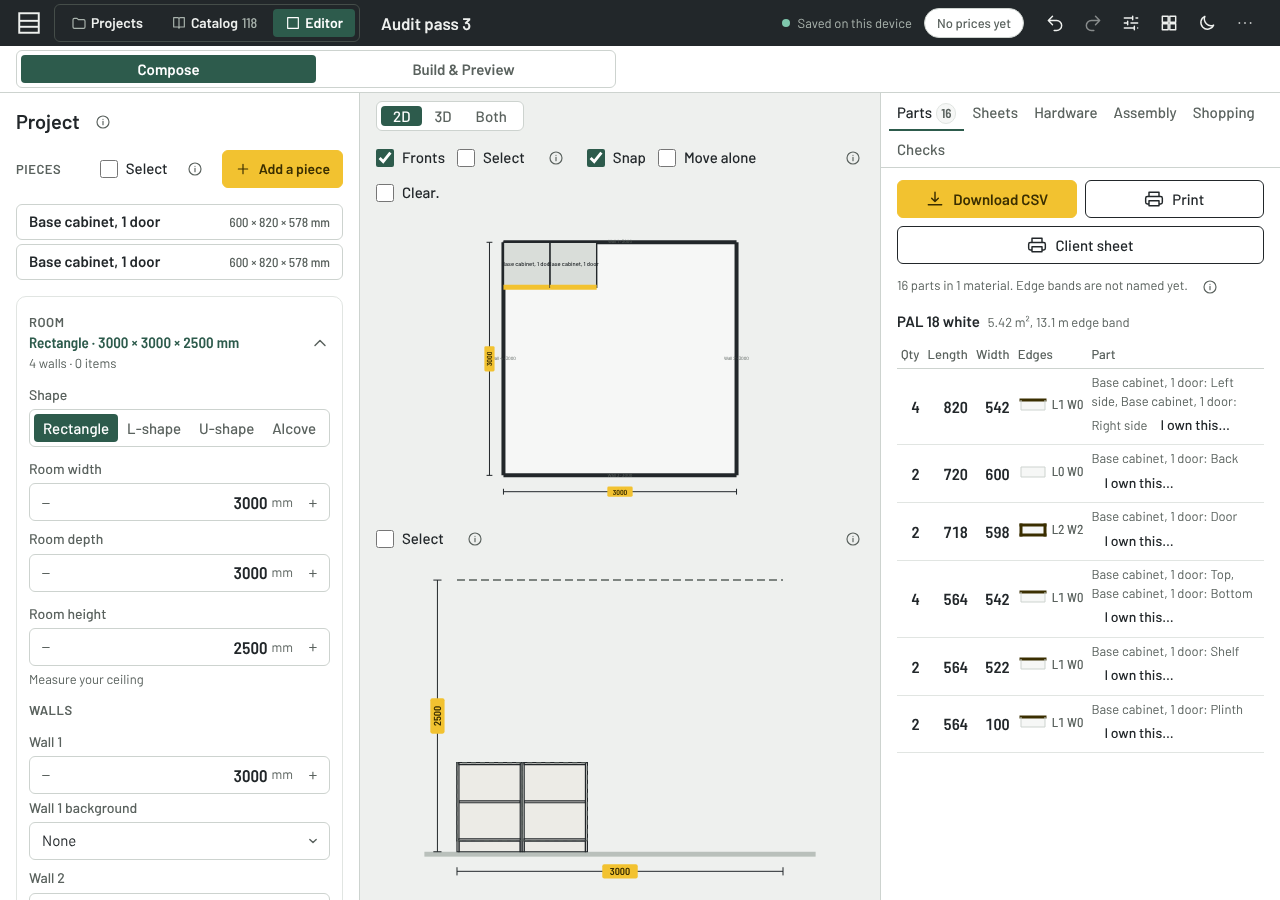 Projects
Catalog 118
Editor
Audit pass 3
Saved on this device
No prices yet
Compose
Build & Preview
Project
PIECES
Select
Add a piece
Base cabinet, 1 door 600 × 820 × 578 mm
Base cabinet, 1 door 600 × 820 × 578 mm
ROOM
Rectangle · 3000 × 3000 × 2500 mm
4 walls · 0 items
Shape
Rectangle L-shape U-shape Alcove
Room width
− 3000 mm +
Room depth
− 3000 mm +
Room height
− 2500 mm +
Measure your ceiling
WALLS
Wall 1
− 3000 mm +
Wall 1 background
None
Wall 2
2D 3D Both
Fronts Select Snap Move alone
Clear.
Base cabinet, 1 door
Base cabinet, 1 door
3000
3000
Select
2500
3000
Parts 16 Sheets Hardware Assembly Shopping
Checks
Download CSV
Print
Client sheet
16 parts in 1 material. Edge bands are not named yet.
PAL 18 white 5.42 m², 13.1 m edge band
Qty Length Width Edges Part
4 820 542 L1 W0 Base cabinet, 1 door: Left
side, Base cabinet, 1 door:
Right side I own this...
2 720 600 L0 W0 Base cabinet, 1 door: Back
I own this...
2 718 598 L2 W2 Base cabinet, 1 door: Door
I own this...
4 564 542 L1 W0 Base cabinet, 1 door: Top,
Base cabinet, 1 door: Bottom
I own this...
2 564 522 L1 W0 Base cabinet, 1 door: Shelf
I own this...
2 564 100 L1 W0 Base cabinet, 1 door: Plinth
I own this...